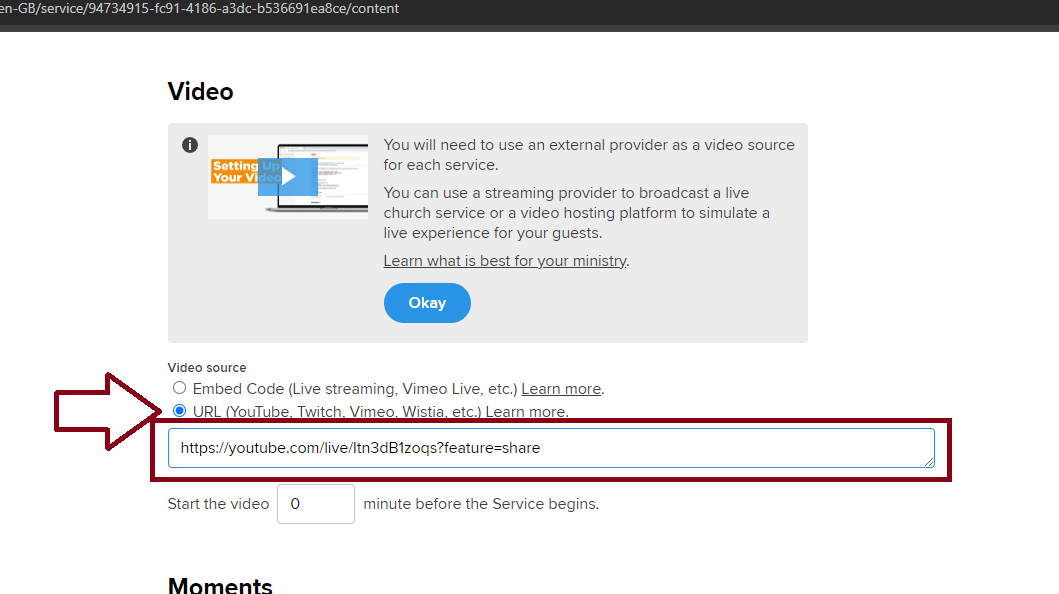 en-GB/service/94734915-fc91-4186-a3dc-b536691ea8ce/content
Video
i
Setting Up
Your Video
You will need to use an external provider as a video source
for each service.
You can use a streaming provider to broadcast a live
church service or a video hosting platform to simulate a
live experience for your guests.
Learn what is best for your ministry.
Okay
Video source
Embed Code (Live streaming, Vimeo Live, etc.) Learn more.
URL (YouTube, Twitch, Vimeo, Wistia, etc.) Learn more.
https://youtube.com/live/ltn3dB1zoqs?feature=share
Start the video 0 minute before the Service begins.
Moments